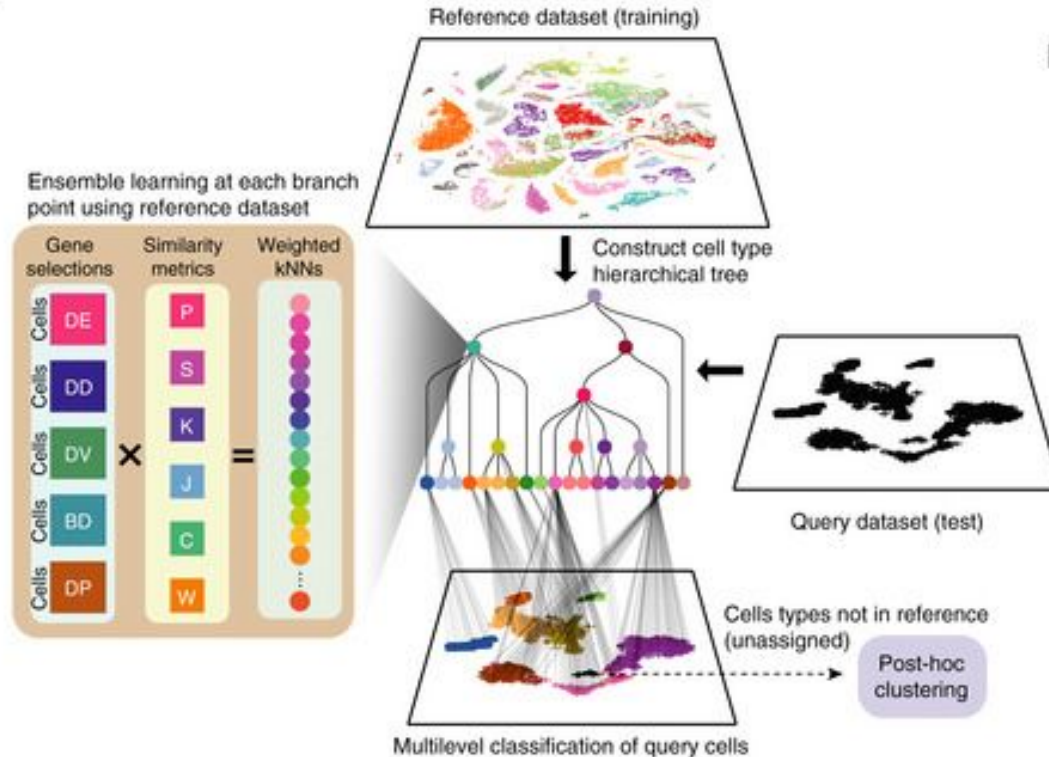 Reference dataset (training)
Ensemble learning at each branch
point using reference dataset
Gene
selections
Similarity
metrics
Weighted
kNNs
Cells
DE
Cells
DD
Cells
DV
Cells
BD
Cells
DP
×
P
S
K
J
C
W
=
Construct cell type
hierarchical tree
Query dataset (test)
Cells types not in reference
(unassigned)
Post-hoc
clustering
Multilevel classification of query cells